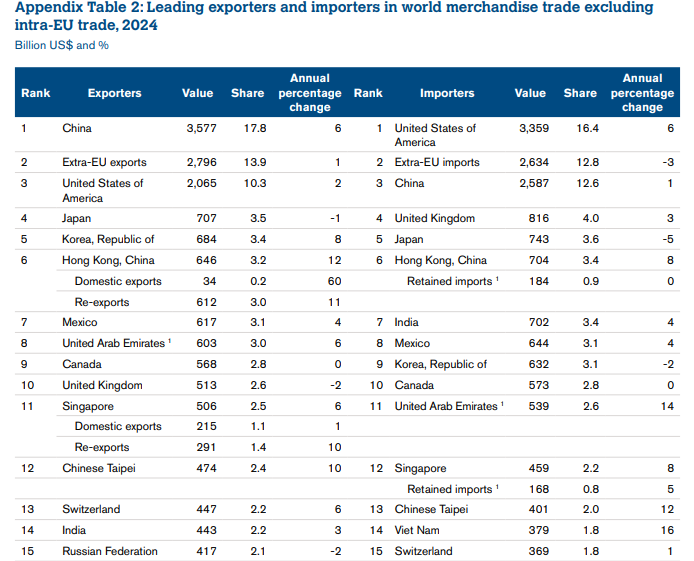 Appendix Table 2: Leading exporters and importers in world merchandise trade excluding
intra-EU trade, 2024
Billion US$ and %
Rank Exporters Value Share Annual percentage change Rank Importers Value Share Annual percentage change
1 China 3,577 17.8 6 1 United States of America 3,359 16.4 6
2 Extra-EU exports 2,796 13.9 1 2 Extra-EU imports 2,634 12.8 -3
3 United States of America 2,065 10.3 2 3 China 2,587 12.6 1
4 Japan 707 3.5 -1 4 United Kingdom 816 4.0 3
5 Korea, Republic of 684 3.4 8 5 Japan 743 3.6 -5
6 Hong Kong, China 646 3.2 12 6 Hong Kong, China 704 3.4 8
Domestic exports 34 0.2 60 Retained imports ¹ 184 0.9 0
Re-exports 612 3.0 11
7 Mexico 617 3.1 4 7 India 702 3.4 4
8 United Arab Emirates ¹ 603 3.0 6 8 Mexico 644 3.1 4
9 Canada 568 2.8 0 9 Korea, Republic of 632 3.1 -2
10 United Kingdom 513 2.6 -2 10 Canada 573 2.8 0
11 Singapore 506 2.5 6 11 United Arab Emirates ¹ 539 2.6 14
Domestic exports 215 1.1 1
Re-exports 291 1.4 10
12 Chinese Taipei 474 2.4 10 12 Singapore 459 2.2 8
Retained imports ¹ 168 0.8 5
13 Switzerland 447 2.2 6 13 Chinese Taipei 401 2.0 12
14 India 443 2.2 3 14 Viet Nam 379 1.8 16
15 Russian Federation 417 2.1 -2 15 Switzerland 369 1.8 1